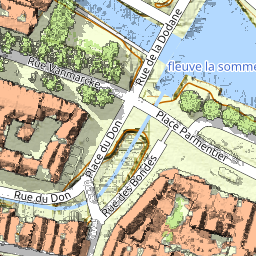 Rue de la Dodane
fleuve la somme
Rue Vanmarcke
Place Parmentier
Place du Don
Rue du Don
Rue des Bondes